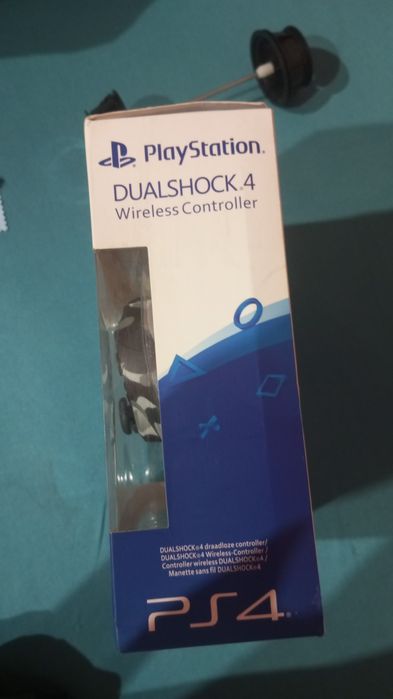 PlayStation®
DUALSHOCK®4
Wireless Controller
DUALSHOCK®4 draadloze controller/
DUALSHOCK®4 Wireless-Controller /
Controller wireless DUALSHOCK®4 /
Manette sans fil DUALSHOCK®4
PS4®